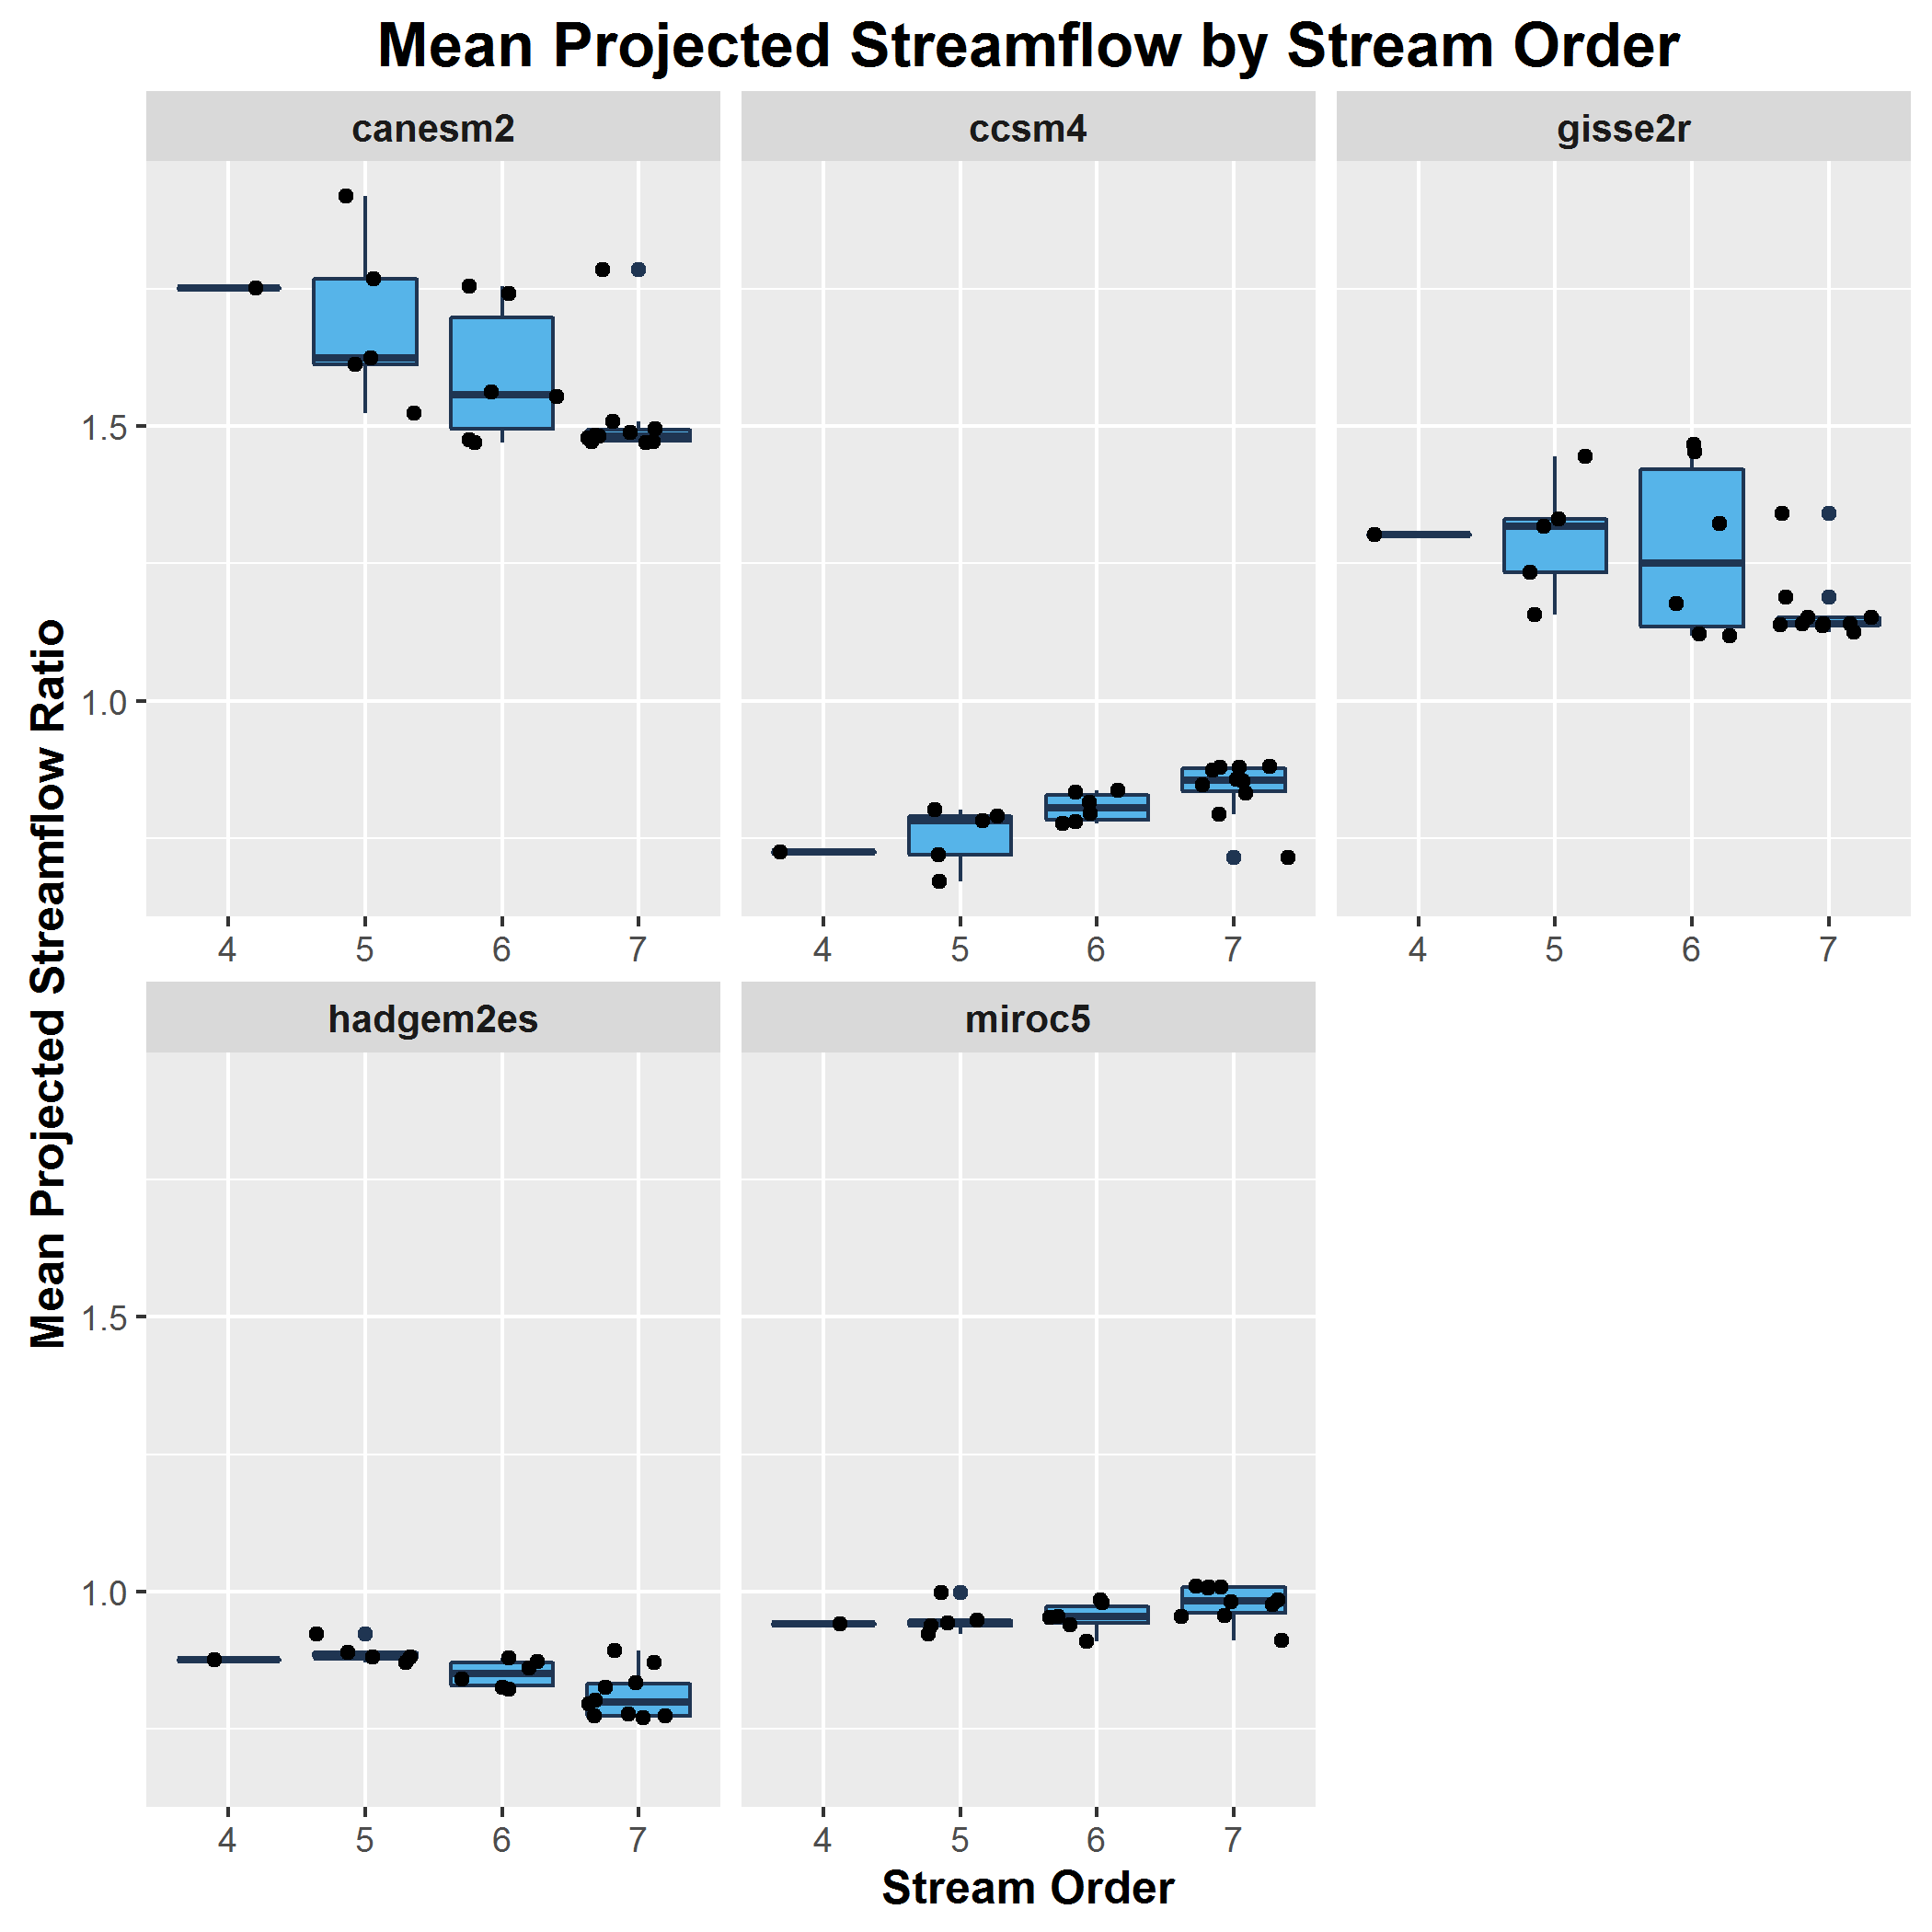 Mean Projected Streamflow by Stream Order
canesm2
ccsm4
gisse2r
1.5
1.0
4 5 6 7
4 5 6 7
4 5 6 7
Mean Projected Streamflow Ratio
hadgem2es
miroc5
1.5
1.0
4 5 6 7
4 5 6 7
Stream Order